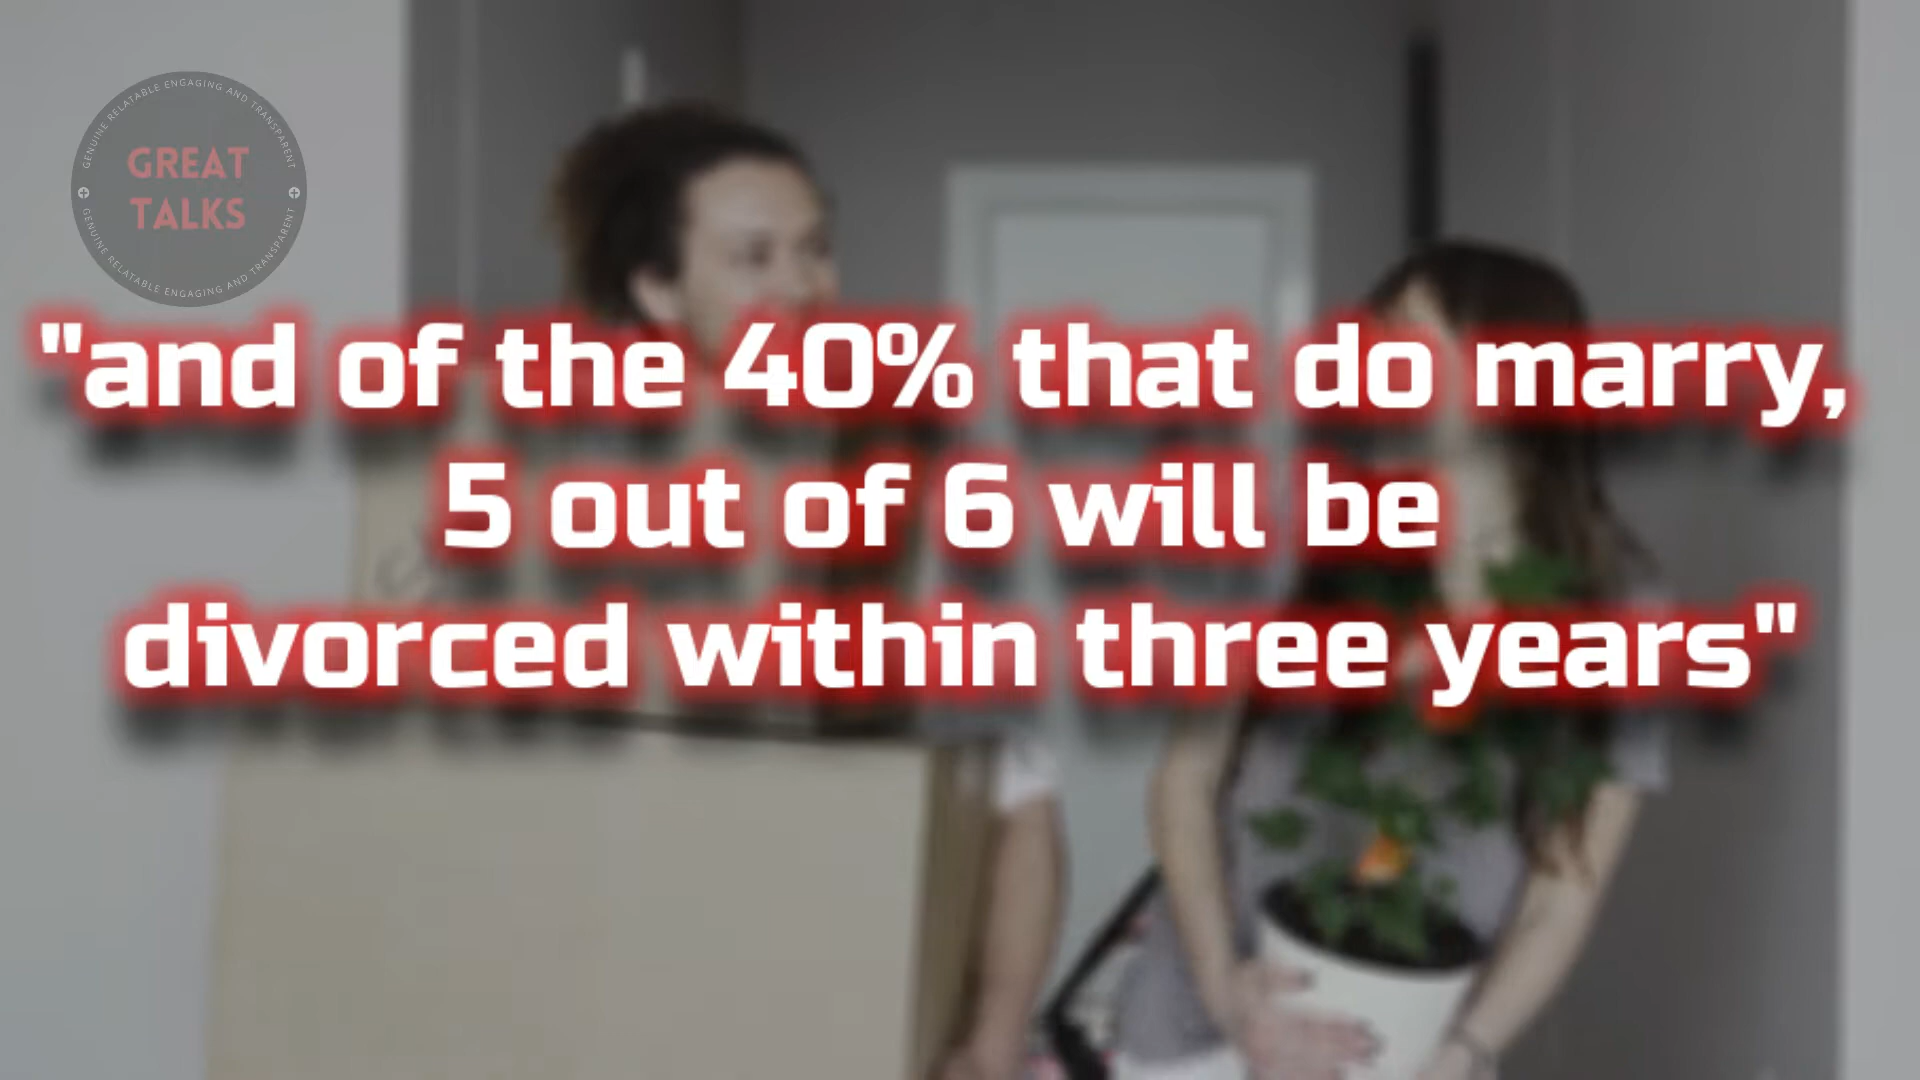 GENUINE RELATABLE ENGAGING AND TRANSPARENT
GREAT
TALKS
GENUINE RELATABLE ENGAGING AND TRANSPARENT
"and of the 40% that do marry,
5 out of 6 will be
divorced within three years"